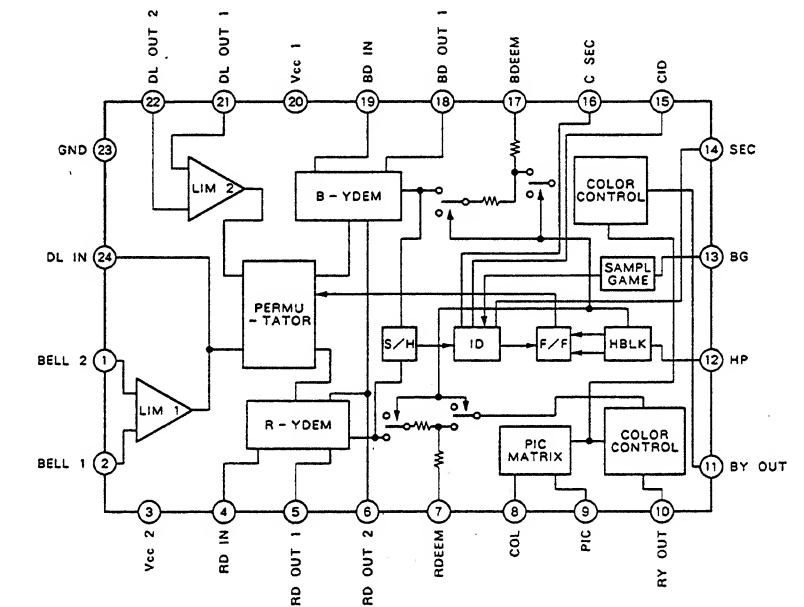 DL OUT 2
DL OUT 1
Vcc 1
BD IN
BD OUT 1
BDEEM
C SEC
CID
22
21
20
19
18
17
16
15
GND
23
14
SEC
LIM 2
B-YDEM
COLOR
CONTROL
DL IN
24
SAMPL
GAME
13
BG
PERMU
-TATOR
S/H
ID
F/F
HBLK
BELL 2
1
12
HP
LIM 1
R-YDEM
PIC
MATRIX
COLOR
CONTROL
BELL 1
2
11
BY OUT
3
4
5
6
7
8
9
10
Vcc 2
RD IN
RD OUT 1
RD OUT 2
RDEEM
COL
PIC
RY OUT